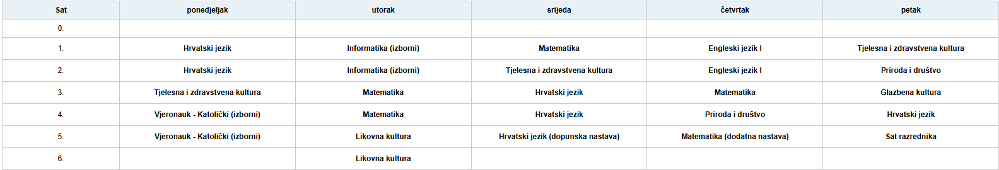 Sat ponedjeljak utorak srijeda četvrtak petak
0.
1. Hrvatski jezik Informatika (izborni) Matematika Engleski jezik I Tjelesna i zdravstvena kultura
2. Hrvatski jezik Informatika (izborni) Tjelesna i zdravstvena kultura Engleski jezik I Priroda i društvo
3. Tjelesna i zdravstvena kultura Matematika Hrvatski jezik Matematika Glazbena kultura
4. Vjeronauk - Katolički (izborni) Matematika Hrvatski jezik Priroda i društvo Hrvatski jezik
5. Vjeronauk - Katolički (izborni) Likovna kultura Hrvatski jezik (dopunska nastava) Matematika (dodatna nastava) Sat razrednika
6. Likovna kultura